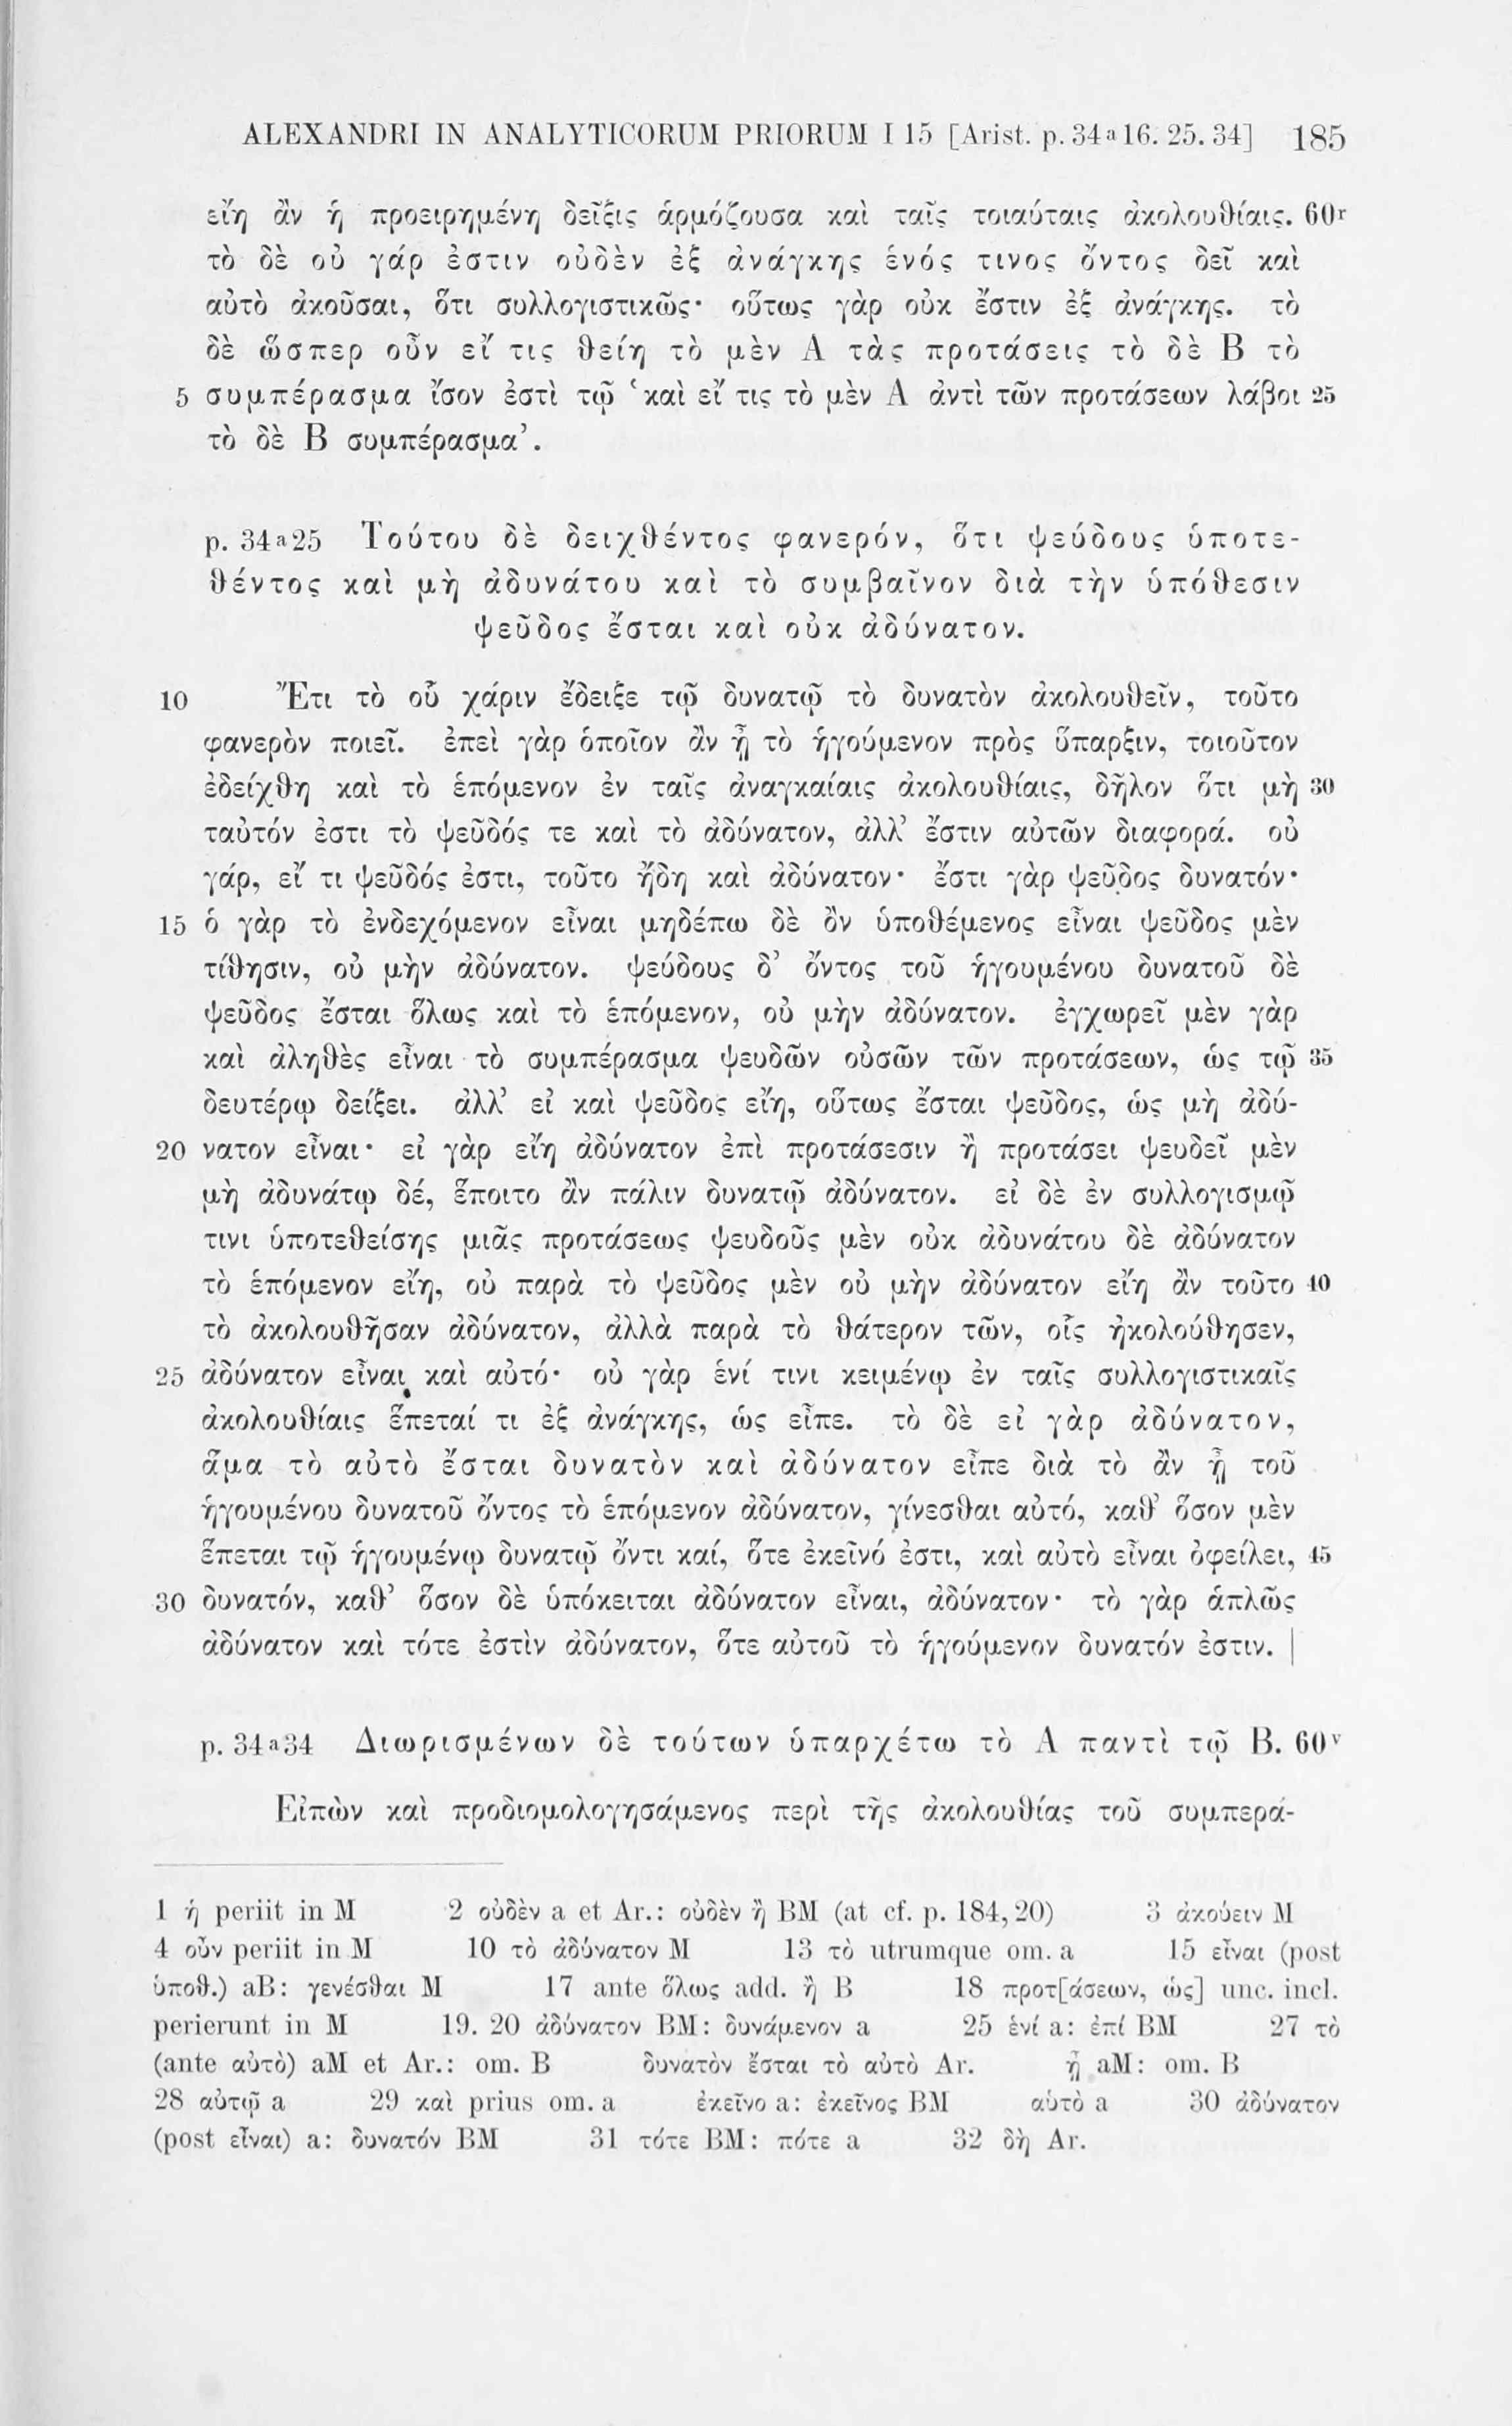 ALEXANDRI IN ANALYTICORUM PRIORUM I 15 [Arist. p. 34ª16. 25. 34] 185
εἴη ἂν ἡ προειρημένη δεῖξις ἁρμόζουσα καὶ ταῖς τοιαύταις ἀκολουθίαις. 60r
τὸ δὲ οὐ γάρ ἐστιν οὐδὲν ἐξ ἀνάγκης ἑνός τινος ὄντος δεῖ καὶ
αὐτὸ ἀκοῦσαι, ὅτι συλλογιστικῶς· οὕτως γὰρ οὐκ ἔστιν ἐξ ἀνάγκης. τὸ
δὲ ὥσπερ οὖν εἴ τις θείη τὸ μὲν Α τὰς προτάσεις τὸ δὲ Β τὸ
5 συμπέρασμα ἴσον ἐστὶ τῷ ‘καὶ εἴ τις τὸ μὲν Α ἀντὶ τῶν προτάσεων λάβοι 25
τὸ δὲ Β συμπέρασμα’.
p. 34ª25 Τούτου δὲ δειχθέντος φανερόν, ὅτι ψεύδους ὑποτε-
θέντος καὶ μὴ ἀδυνάτου καὶ τὸ συμβαῖνον διὰ τὴν ὑπόθεσιν
ψεῦδος ἔσται καὶ οὐκ ἀδύνατον.
10 Ἔτι τὸ οὗ χάριν ἔδειξε τῷ δυνατῷ τὸ δυνατὸν ἀκολουθεῖν, τοῦτο
φανερὸν ποιεῖ. ἐπεὶ γὰρ ὁποῖον ἂν ᾖ τὸ ἡγούμενον πρὸς ὕπαρξιν, τοιοῦτον
ἐδείχθη καὶ τὸ ἑπόμενον ἐν ταῖς ἀναγκαίαις ἀκολουθίαις, δῆλον ὅτι μὴ 30
ταὐτόν ἐστι τὸ ψεῦδός τε καὶ τὸ ἀδύνατον, ἀλλ’ ἔστιν αὐτῶν διαφορά. οὐ
γάρ, εἴ τι ψεῦδός ἐστι, τοῦτο ἤδη καὶ ἀδύνατον· ἔστι γὰρ ψεῦδος δυνατόν·
15 ὁ γὰρ τὸ ἐνδεχόμενον εἶναι μηδέπω δὲ ὂν ὑποθέμενος εἶναι ψεῦδος μὲν
τίθησιν, οὐ μὴν ἀδύνατον. ψεύδους δ’ ὄντος τοῦ ἡγουμένου δυνατοῦ δὲ
ψεῦδος ἔσται ὅλως καὶ τὸ ἑπόμενον, οὐ μὴν ἀδύνατον. ἐγχωρεῖ μὲν γὰρ
καὶ ἀληθὲς εἶναι τὸ συμπέρασμα ψευδῶν οὐσῶν τῶν προτάσεων, ὡς τῷ 35
δευτέρῳ δείξει. ἀλλ’ εἰ καὶ ψεῦδος εἴη, οὕτως ἔσται ψεῦδος, ὡς μὴ ἀδύ-
20 νατον εἶναι· εἰ γὰρ εἴη ἀδύνατον ἐπὶ προτάσεσιν ἢ προτάσει ψευδεῖ μὲν
μὴ ἀδυνάτῳ δέ, ἕποιτο ἂν πάλιν δυνατῷ ἀδύνατον. εἰ δὲ ἐν συλλογισμῷ
τινι ὑποτεθείσης μιᾶς προτάσεως ψευδοῦς μὲν οὐκ ἀδυνάτου δὲ ἀδύνατον
τὸ ἑπόμενον εἴη, οὐ παρὰ τὸ ψεῦδος μὲν οὐ μὴν ἀδύνατον εἴη ἂν τοῦτο 40
τὸ ἀκολουθῆσαν ἀδύνατον, ἀλλὰ παρὰ τὸ θάτερον τῶν, οἷς ἠκολούθησεν,
25 ἀδύνατον εἶναι καὶ αὐτό· οὐ γὰρ ἑνί τινι κειμένῳ ἐν ταῖς συλλογιστικαῖς
ἀκολουθίαις ἕπεταί τι ἐξ ἀνάγκης, ὡς εἶπε. τὸ δὲ εἰ γὰρ ἀδύνατον,
ἅμα τὸ αὐτὸ ἔσται δυνατὸν καὶ ἀδύνατον εἶπε διὰ τὸ ἂν ᾖ τοῦ
ἡγουμένου δυνατοῦ ὄντος τὸ ἑπόμενον ἀδύνατον, γίνεσθαι αὐτό, καθ’ ὅσον μὲν
ἕπεται τῷ ἡγουμένῳ δυνατῷ ὄντι καί, ὅτε ἐκεῖνό ἐστι, καὶ αὐτὸ εἶναι ὀφείλει, 45
30 δυνατόν, καθ’ ὅσον δὲ ὑπόκειται ἀδύνατον εἶναι, ἀδύνατον· τὸ γὰρ ἁπλῶς
ἀδύνατον καὶ τότε ἐστὶν ἀδύνατον, ὅτε αὐτοῦ τὸ ἡγούμενον δυνατόν ἐστιν. |
p. 34ª34 Διωρισμένων δὲ τούτων ὑπαρχέτω τὸ Α παντὶ τῷ Β. 60v
Εἰπὼν καὶ προδιομολογησάμενος περὶ τῆς ἀκολουθίας τοῦ συμπερά-
1 ἡ periit in M 2 οὐδὲν a et Ar.: οὐδὲν ἢ BM (at cf. p. 184,20) 3 ἀκούειν M
4 οὖν periit in M 10 τὸ ἀδύνατον M 13 τὸ utrumque om. a 15 εἶναι (post
ὑποθ.) aB: γενέσθαι M 17 ante ὅλως add. ἢ B 18 προτ[άσεων, ὡς] unc. incl.
perierunt in M 19. 20 ἀδύνατον BM: δυνάμενον a 25 ἑνί a: ἐπί BM 27 τὸ
(ante αὐτὸ) aM et Ar.: om. B δυνατὸν ἔσται τὸ αὐτὸ Ar. ᾖ aM: om. B
28 αὐτῷ a 29 καὶ prius om. a ἐκεῖνο a: ἐκεῖνος BM αὑτὸ a 30 ἀδύνατον
(post εἶναι) a: δυνατόν BM 31 τότε BM: πότε a 32 δὴ Ar.